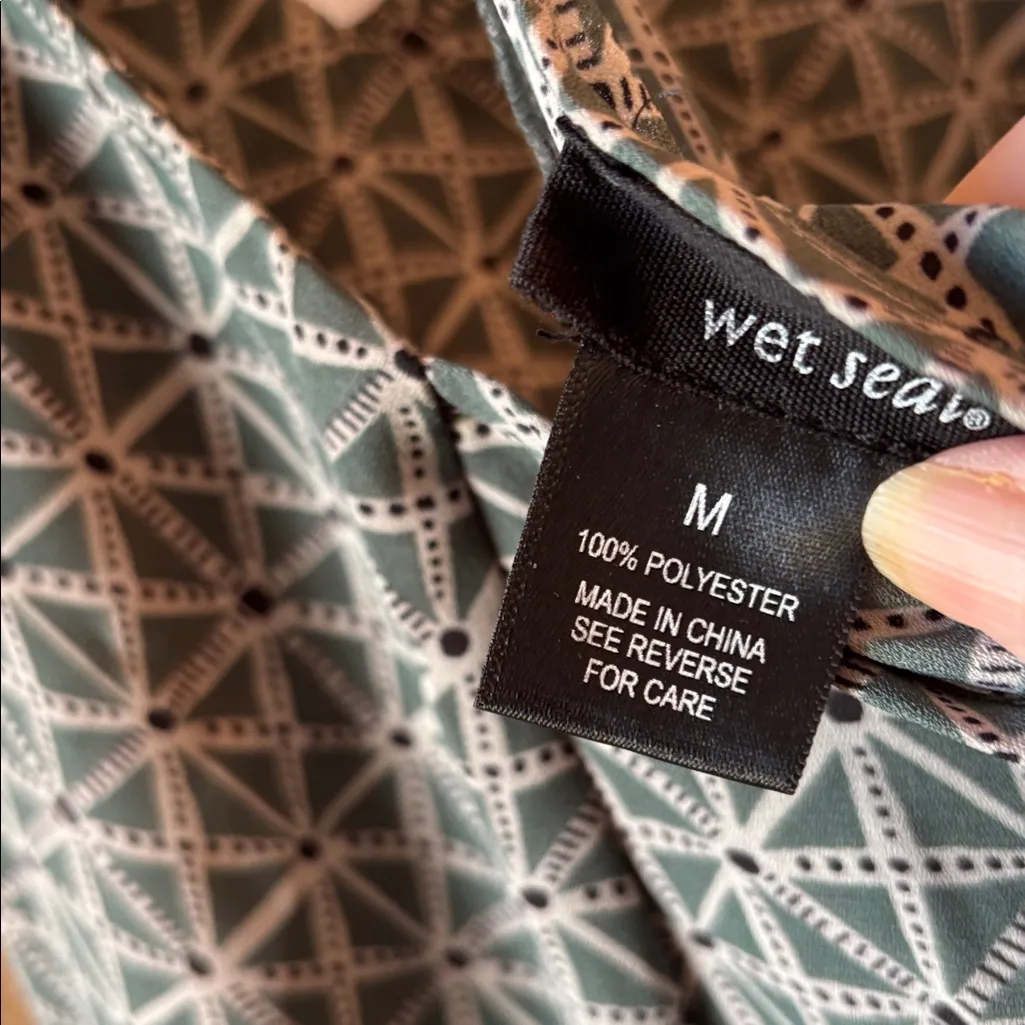 wet seal®
M
100% POLYESTER
MADE IN CHINA
SEE REVERSE
FOR CARE